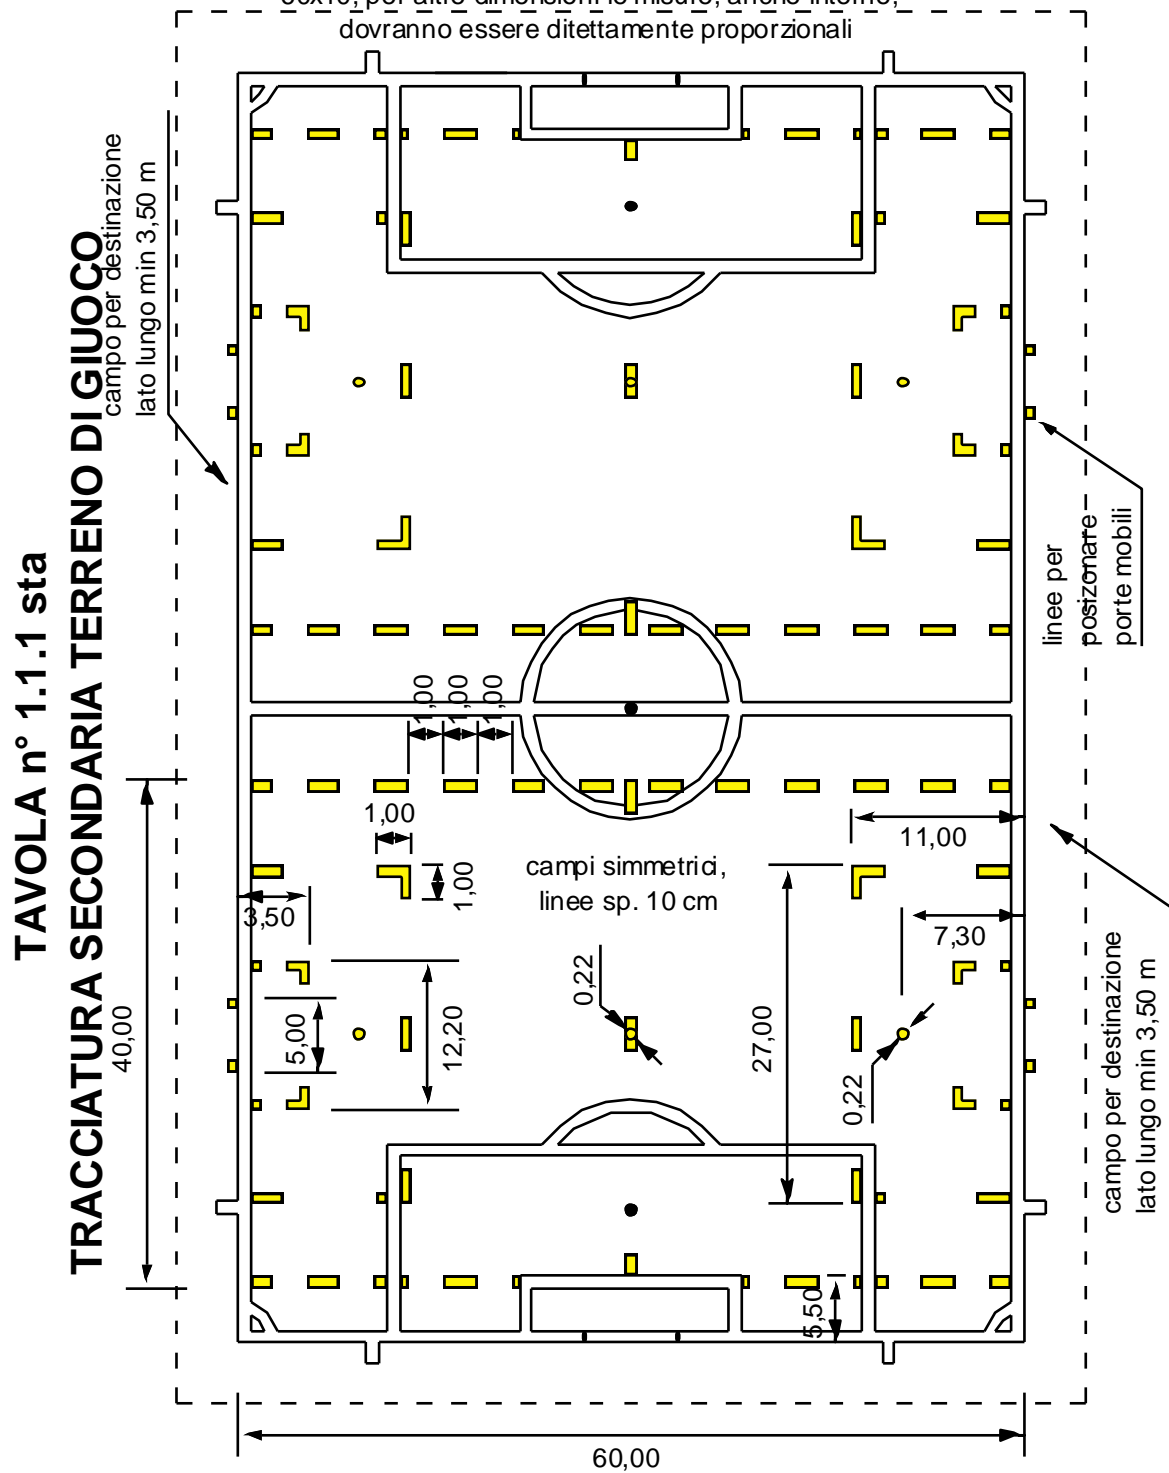 dovranno essere ditettamente proporzionali
TAVOLA n° 1.1.1 sta
TRACCIATURA SECONDARIA TERRENO DI GIUOCO
campo per destinazione
lato lungo min 3,50 m
linee per
posizonare
porte mobili
1,00
1,00
1,00
40,00
1,00
1,00
campi simmetrici,
linee sp. 10 cm
11,00
3,50
7,30
0,22
5,00
12,20
27,00
0,22
campo per destinazione
lato lungo min 3,50 m
5,50
60,00